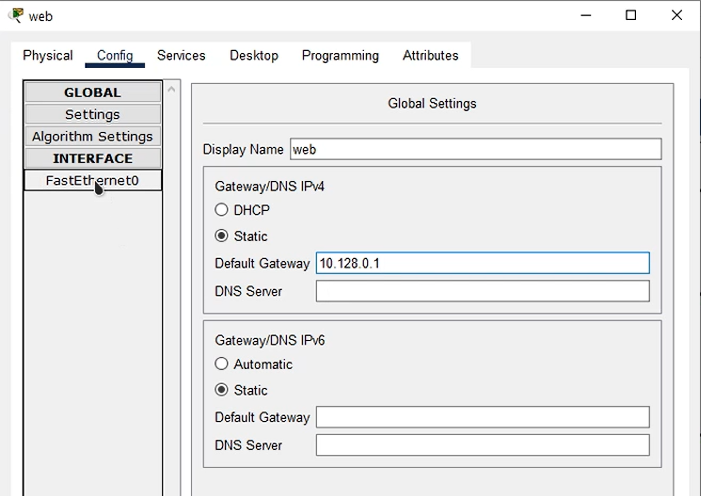 web
Physical Config Services Desktop Programming Attributes
GLOBAL
Settings
Algorithm Settings
INTERFACE
FastEthernet0
Global Settings
Display Name web
Gateway/DNS IPv4
DHCP
Static
Default Gateway 10.128.0.1
DNS Server
Gateway/DNS IPv6
Automatic
Static
Default Gateway
DNS Server